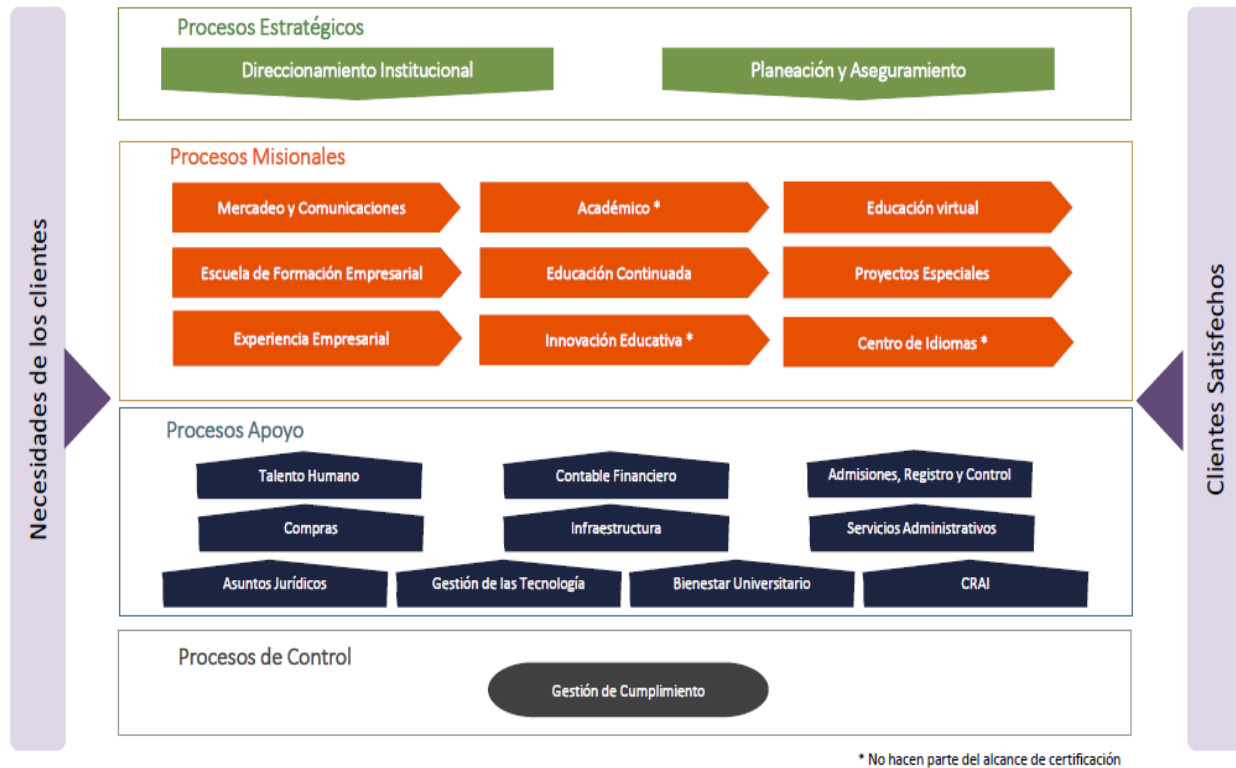 Necesidades de los clientes
Procesos Estratégicos
Direccionamiento Institucional
Planeación y Aseguramiento
Procesos Misionales
Mercadeo y Comunicaciones
Académico *
Educación virtual
Escuela de Formación Empresarial
Educación Continuada
Proyectos Especiales
Experiencia Empresarial
Innovación Educativa *
Centro de Idiomas *
Procesos Apoyo
Talento Humano
Contable Financiero
Admisiones, Registro y Control
Compras
Infraestructura
Servicios Administrativos
Asuntos Jurídicos
Gestión de las Tecnología
Bienestar Universitario
CRAI
Procesos de Control
Gestión de Cumplimiento
Clientes Satisfechos
* No hacen parte del alcance de certificación